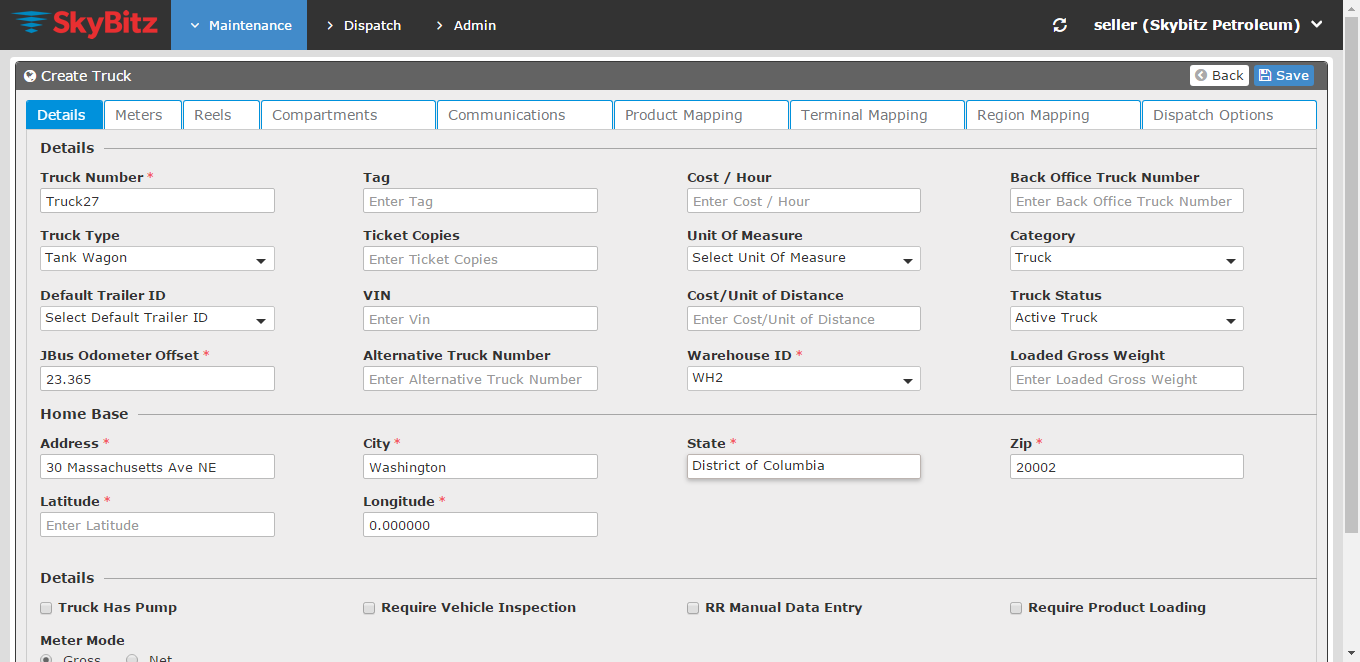 SkyBitz Maintenance Dispatch Admin seller (Skybitz Petroleum)
Create Truck Back Save
Details Meters Reels Compartments Communications Product Mapping Terminal Mapping Region Mapping Dispatch Options
Details
Truck Number * Tag Cost / Hour Back Office Truck Number
Truck27 Enter Tag Enter Cost / Hour Enter Back Office Truck Number
Truck Type Ticket Copies Unit Of Measure Category
Tank Wagon Enter Ticket Copies Select Unit Of Measure Truck
Default Trailer ID VIN Cost/Unit of Distance Truck Status
Select Default Trailer ID Enter Vin Enter Cost/Unit of Distance Active Truck
JBus Odometer Offset * Alternative Truck Number Warehouse ID * Loaded Gross Weight
23.365 Enter Alternative Truck Number WH2 Enter Loaded Gross Weight
Home Base
Address * City * State * Zip *
30 Massachusetts Ave NE Washington District of Columbia 20002
Latitude * Longitude *
Enter Latitude 0.000000
Details
Truck Has Pump Require Vehicle Inspection RR Manual Data Entry Require Product Loading
Meter Mode
Gross Net